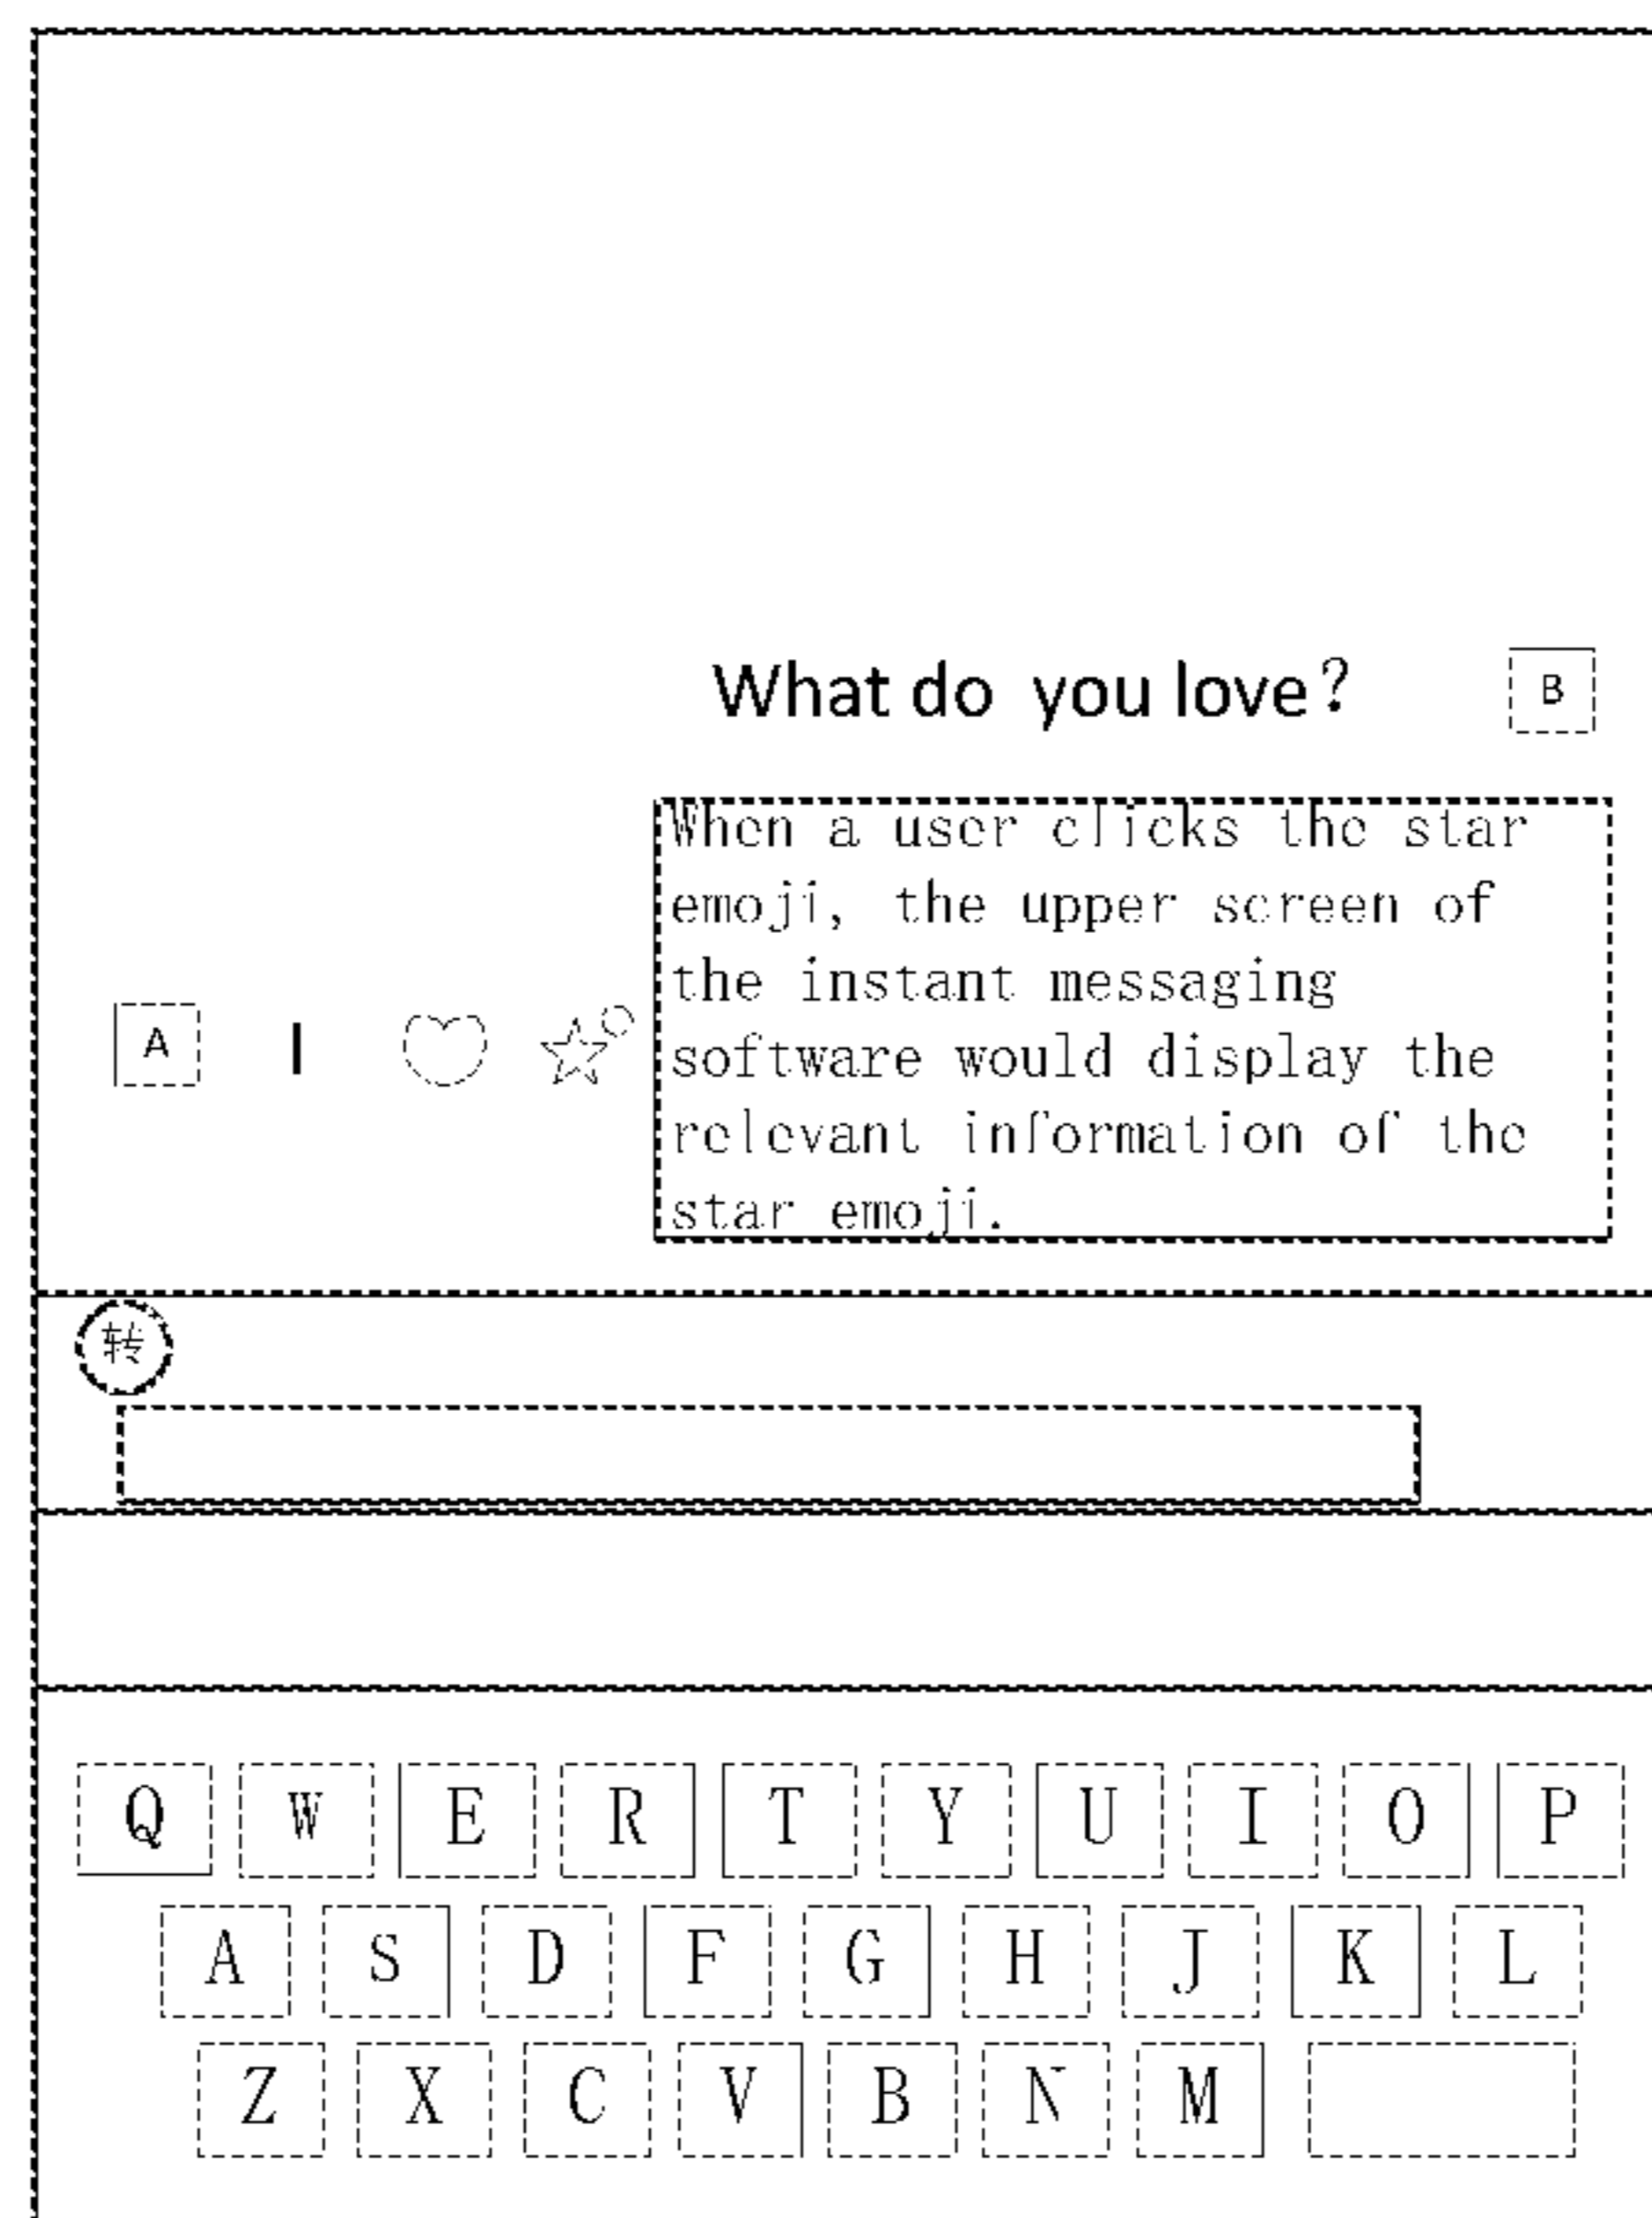 What do you love?
B
When a user clicks the star
emoji, the upper screen of
the instant messaging
software would display the
relevant information of the
star emoji.
A I
转
Q W E R T Y U I O P
A S D F G H J K L
Z X C V B N M